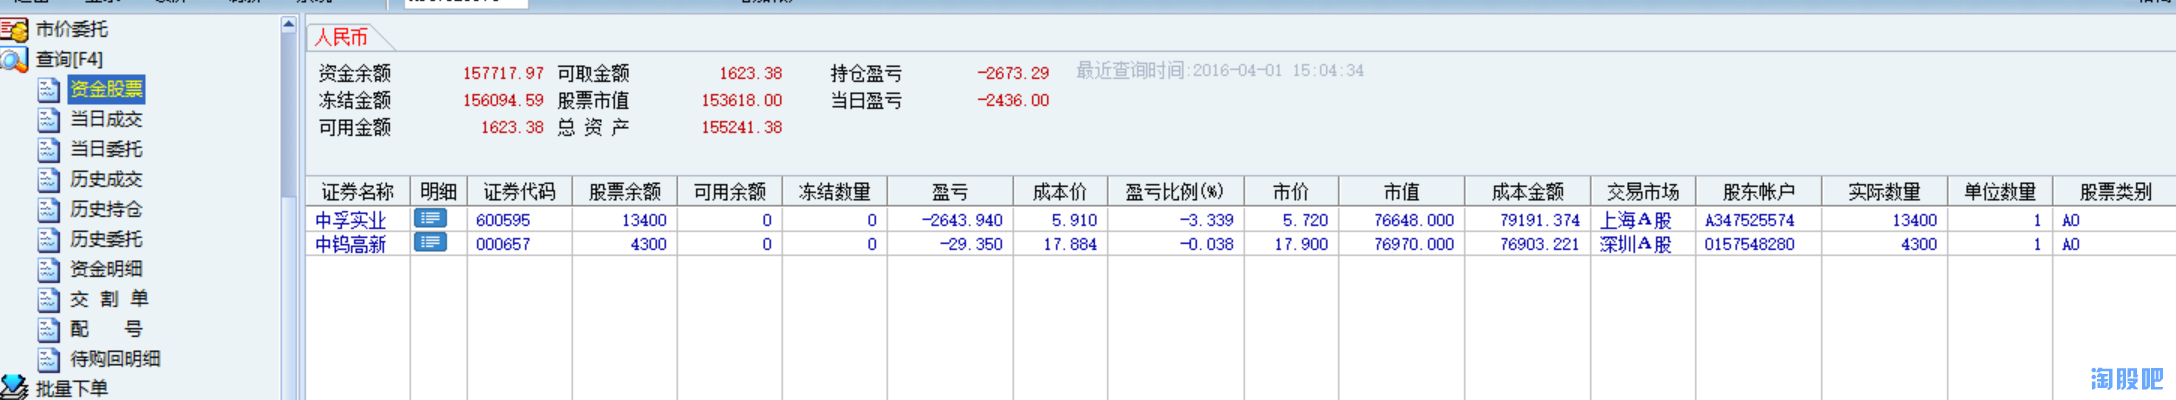 市价委托
查询[F4]
资金股票
当日成交
当日委托
历史成交
历史持仓
历史委托
资金明细
交 割 单
配 号
待购回明细
批量下单
人民币
资金余额 157717.97 可取金额 1623.38 持仓盈亏 -2673.29 最近查询时间:2016-04-01 15:04:34
冻结金额 156094.59 股票市值 153618.00 当日盈亏 -2436.00
可用金额 1623.38 总 资 产 155241.38
证券名称 明细 证券代码 股票余额 可用余额 冻结数量 盈亏 成本价 盈亏比例(%) 市价 市值 成本金额 交易市场 股东帐户 实际数量 单位数量 股票类别
中孚实业 600595 13400 0 0 -2643.940 5.910 -3.339 5.720 76648.000 79191.374 上海A股 A347525574 13400 1 A0
中钨高新 000657 4300 0 0 -29.350 17.884 -0.038 17.900 76970.000 76903.221 深圳A股 0157548280 4300 1 A0
淘股吧